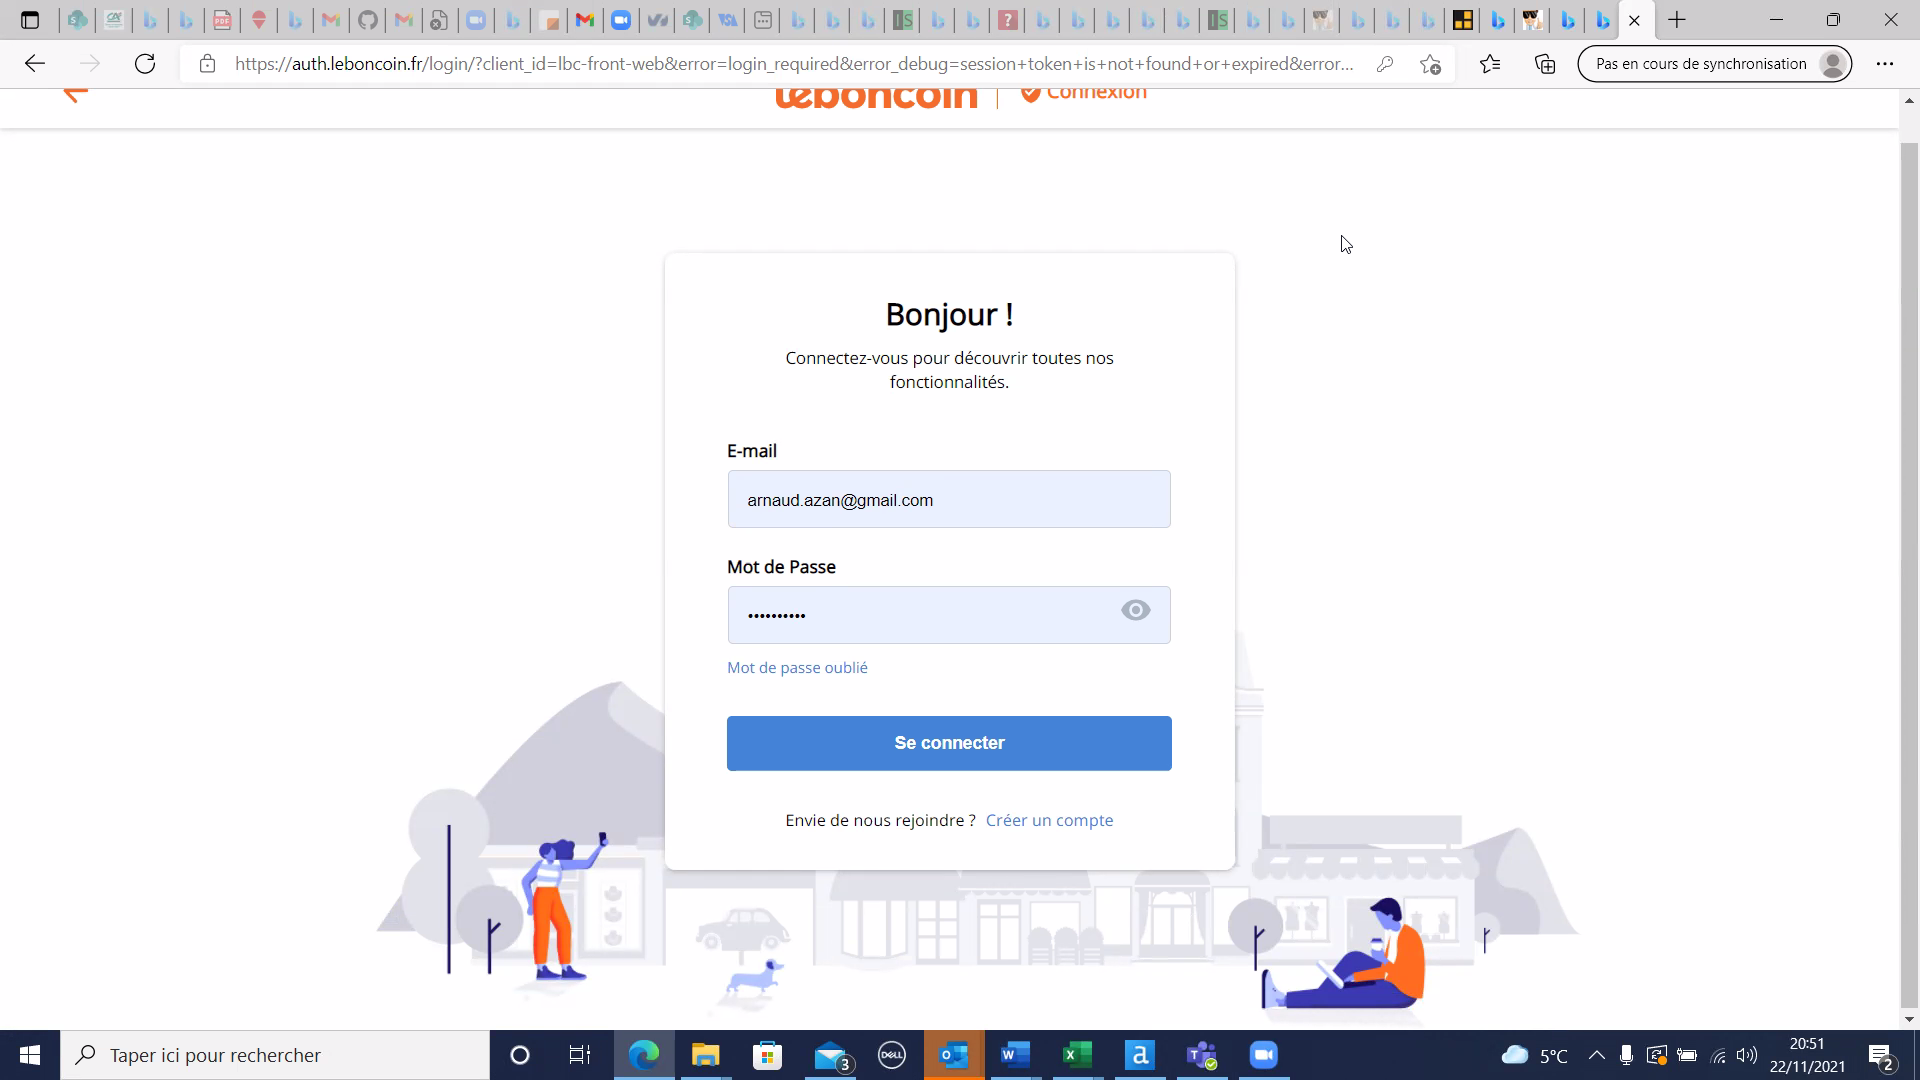 https://auth.leboncoin.fr/login/?client_id=lbc-front-web&error=login_required&error_debug=session+token+is+not+found+or+expired&error...
Pas en cours de synchronisation
leboncoin
Connexion
Bonjour !
Connectez-vous pour découvrir toutes nos
fonctionnalités.
E-mail
arnaud.azan@gmail.com
Mot de Passe
••••••••••
Mot de passe oublié
Se connecter
Envie de nous rejoindre ? Créer un compte
Taper ici pour rechercher
3
DELL
5°C
20:51
22/11/2021
2